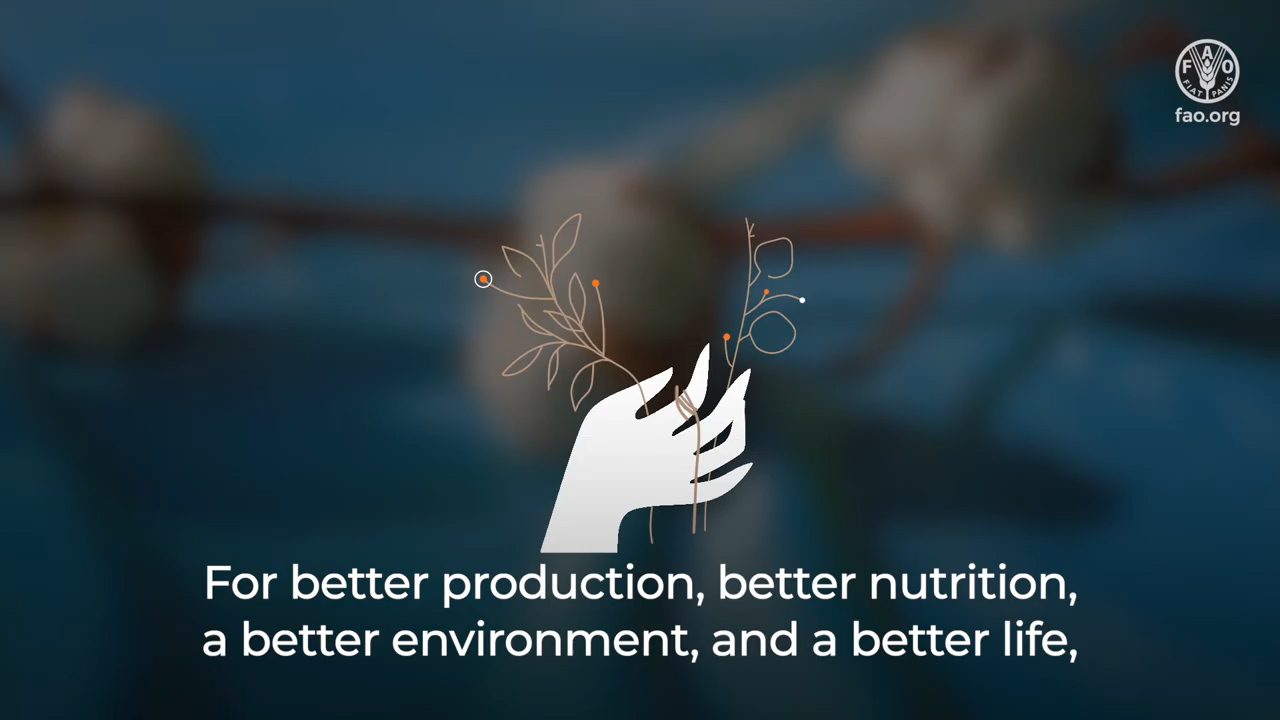 FAO
FIAT PANIS
fao.org
For better production, better nutrition,
a better environment, and a better life,